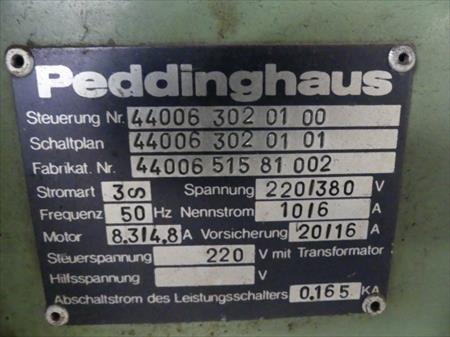 Peddinghaus
Steuerung Nr. 44006 302 01 00
Schaltplan 44006 302 01 01
Fabrikat. Nr. 44006 515 81 002
Stromart 3∾ Spannung 220/380 V
Frequenz 50 Hz Nennstrom 10/6 A
Motor 8.3/4,8 A Vorsicherung 20/16 A
Steuerspannung 220 V mit Transformator
Hilfsspannung V
Abschaltstrom des Leistungsschalters 0.165 KA